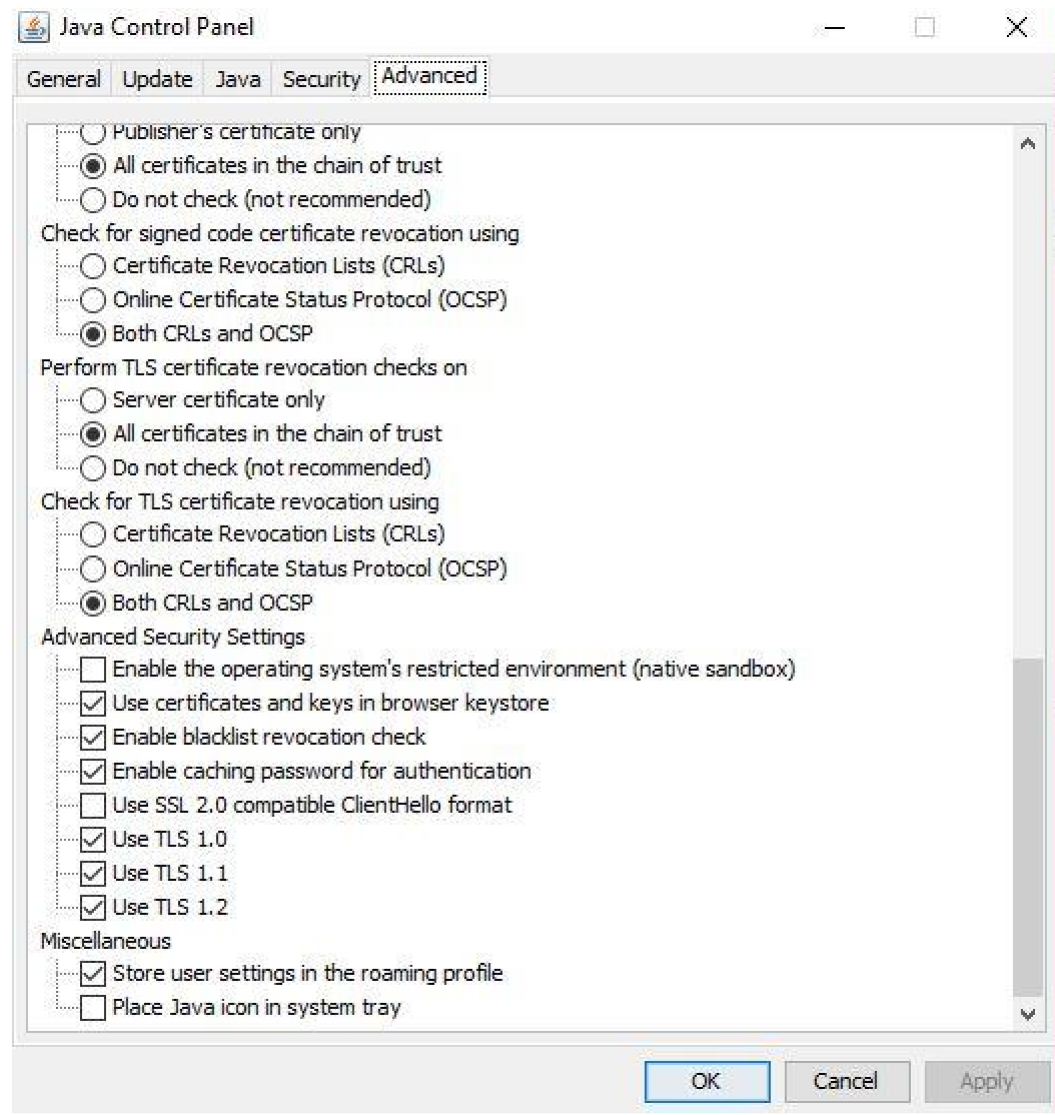 Java Control Panel
General Update Java Security Advanced
Publisher's certificate only
All certificates in the chain of trust
Do not check (not recommended)
Check for signed code certificate revocation using
Certificate Revocation Lists (CRLs)
Online Certificate Status Protocol (OCSP)
Both CRLs and OCSP
Perform TLS certificate revocation checks on
Server certificate only
All certificates in the chain of trust
Do not check (not recommended)
Check for TLS certificate revocation using
Certificate Revocation Lists (CRLs)
Online Certificate Status Protocol (OCSP)
Both CRLs and OCSP
Advanced Security Settings
Enable the operating system's restricted environment (native sandbox)
Use certificates and keys in browser keystore
Enable blacklist revocation check
Enable caching password for authentication
Use SSL 2.0 compatible ClientHello format
Use TLS 1.0
Use TLS 1.1
Use TLS 1.2
Miscellaneous
Store user settings in the roaming profile
Place Java icon in system tray
OK Cancel Apply